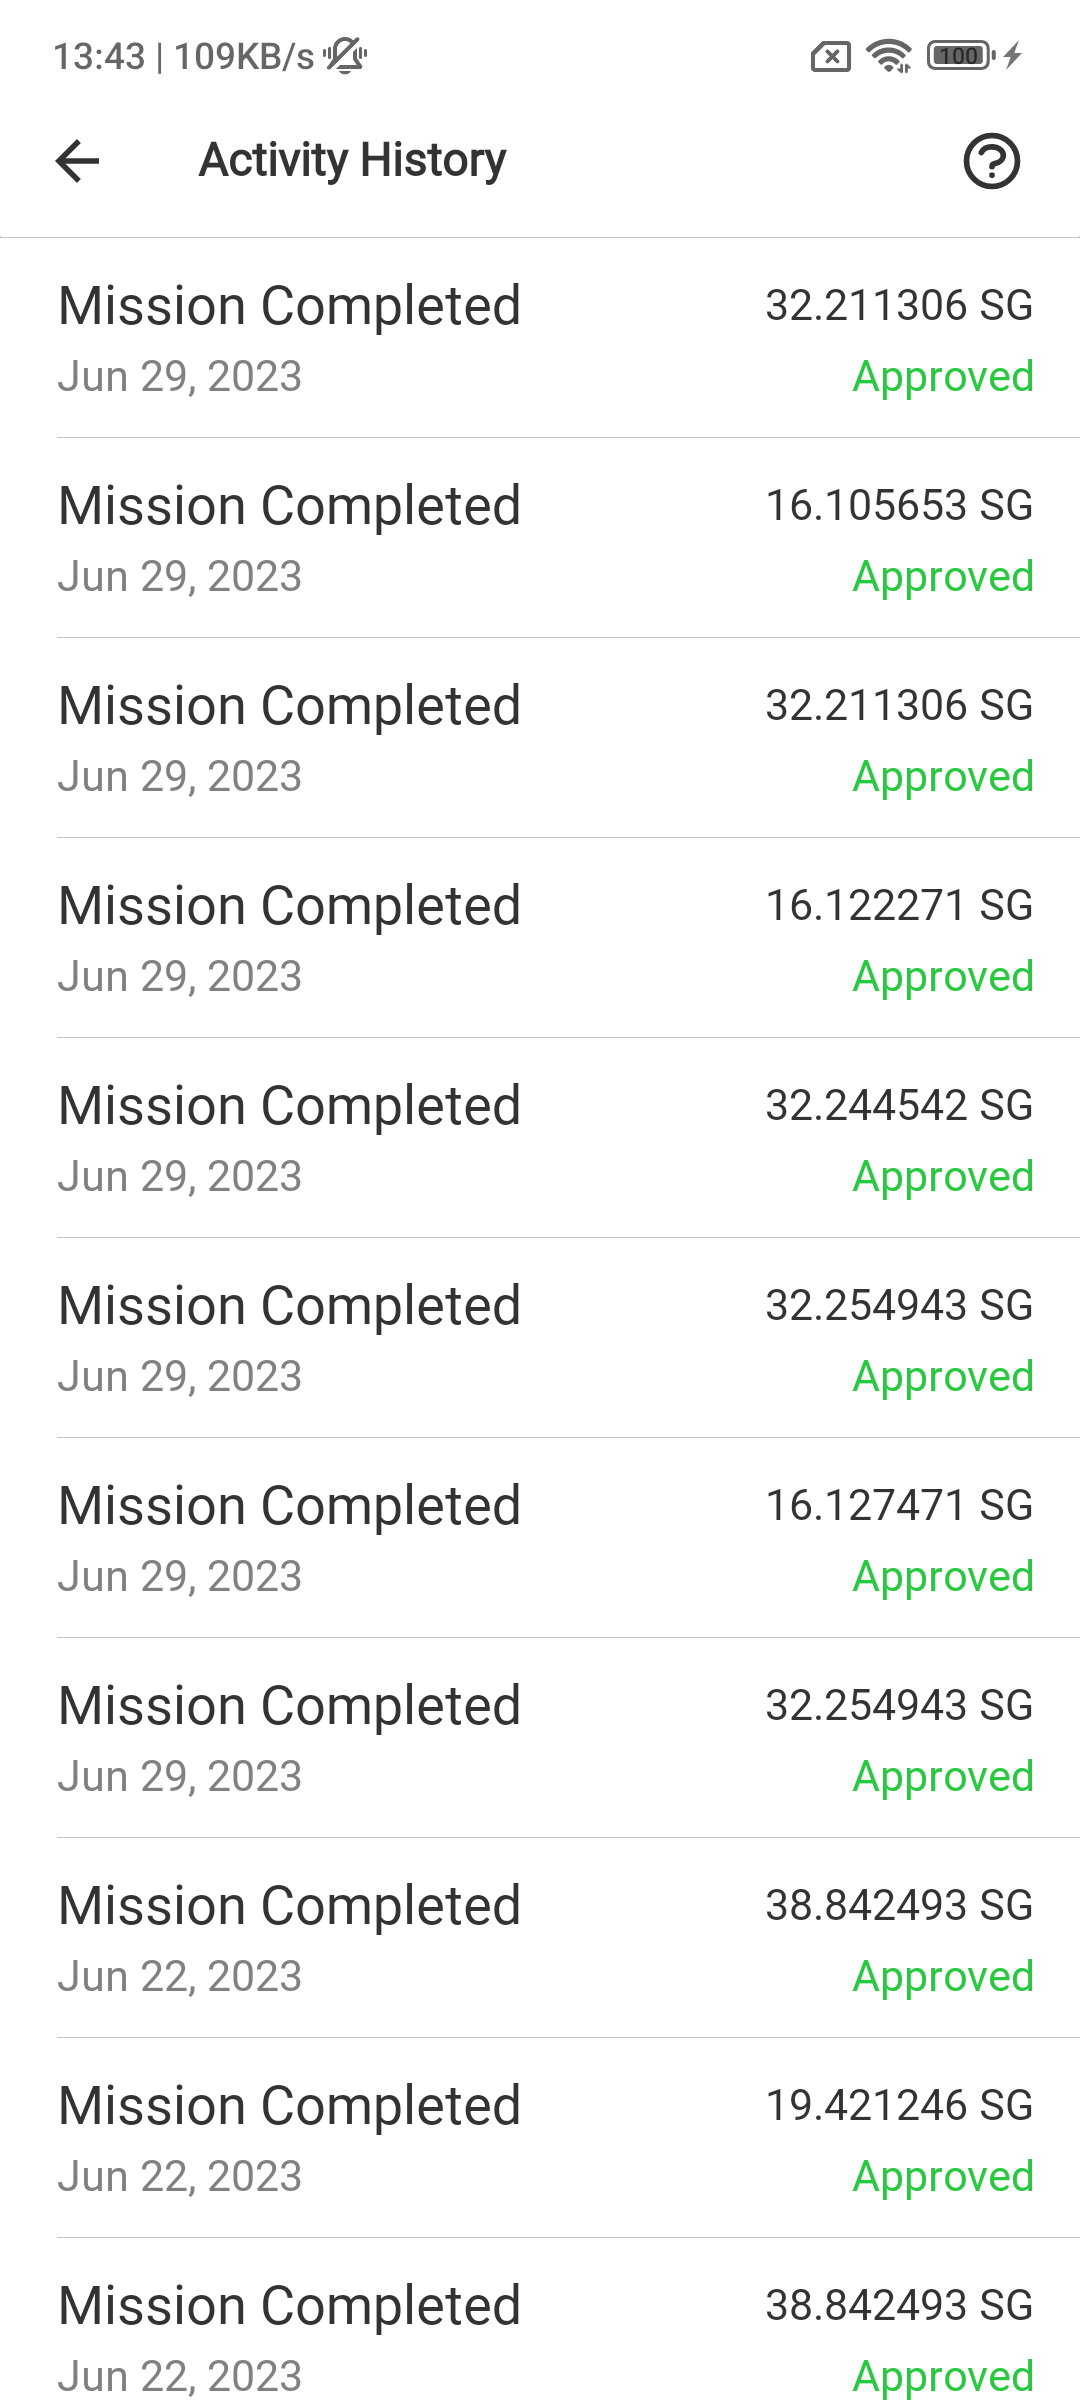 13:43 | 109KB/s
100
Activity History
Mission Completed 32.211306 SG
Jun 29, 2023 Approved
Mission Completed 16.105653 SG
Jun 29, 2023 Approved
Mission Completed 32.211306 SG
Jun 29, 2023 Approved
Mission Completed 16.122271 SG
Jun 29, 2023 Approved
Mission Completed 32.244542 SG
Jun 29, 2023 Approved
Mission Completed 32.254943 SG
Jun 29, 2023 Approved
Mission Completed 16.127471 SG
Jun 29, 2023 Approved
Mission Completed 32.254943 SG
Jun 29, 2023 Approved
Mission Completed 38.842493 SG
Jun 22, 2023 Approved
Mission Completed 19.421246 SG
Jun 22, 2023 Approved
Mission Completed 38.842493 SG
Jun 22, 2023 Approved